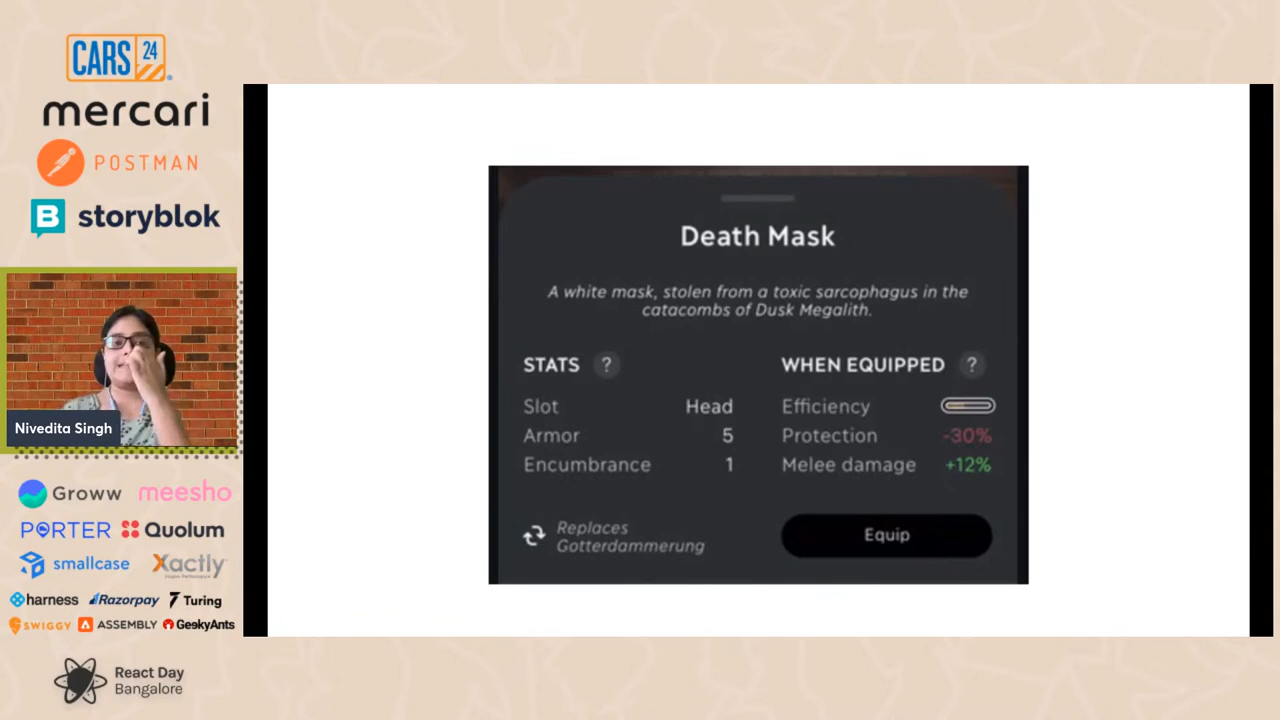 CARS 24
mercari
POSTMAN
B storyblok
Nivedita Singh
Groww
meesho
PORTER
Quolum
smallcase
Xactly
harness
Razorpay
Turing
SWIGGY
ASSEMBLY
GeekyAnts
React Day
Bangalore
Death Mask
A white mask, stolen from a toxic sarcophagus in the
catacombs of Dusk Megalith.
STATS ?
Slot Head
Armor 5
Encumbrance 1
WHEN EQUIPPED ?
Efficiency
Protection -30%
Melee damage +12%
Replaces
Gotterdammerung
Equip